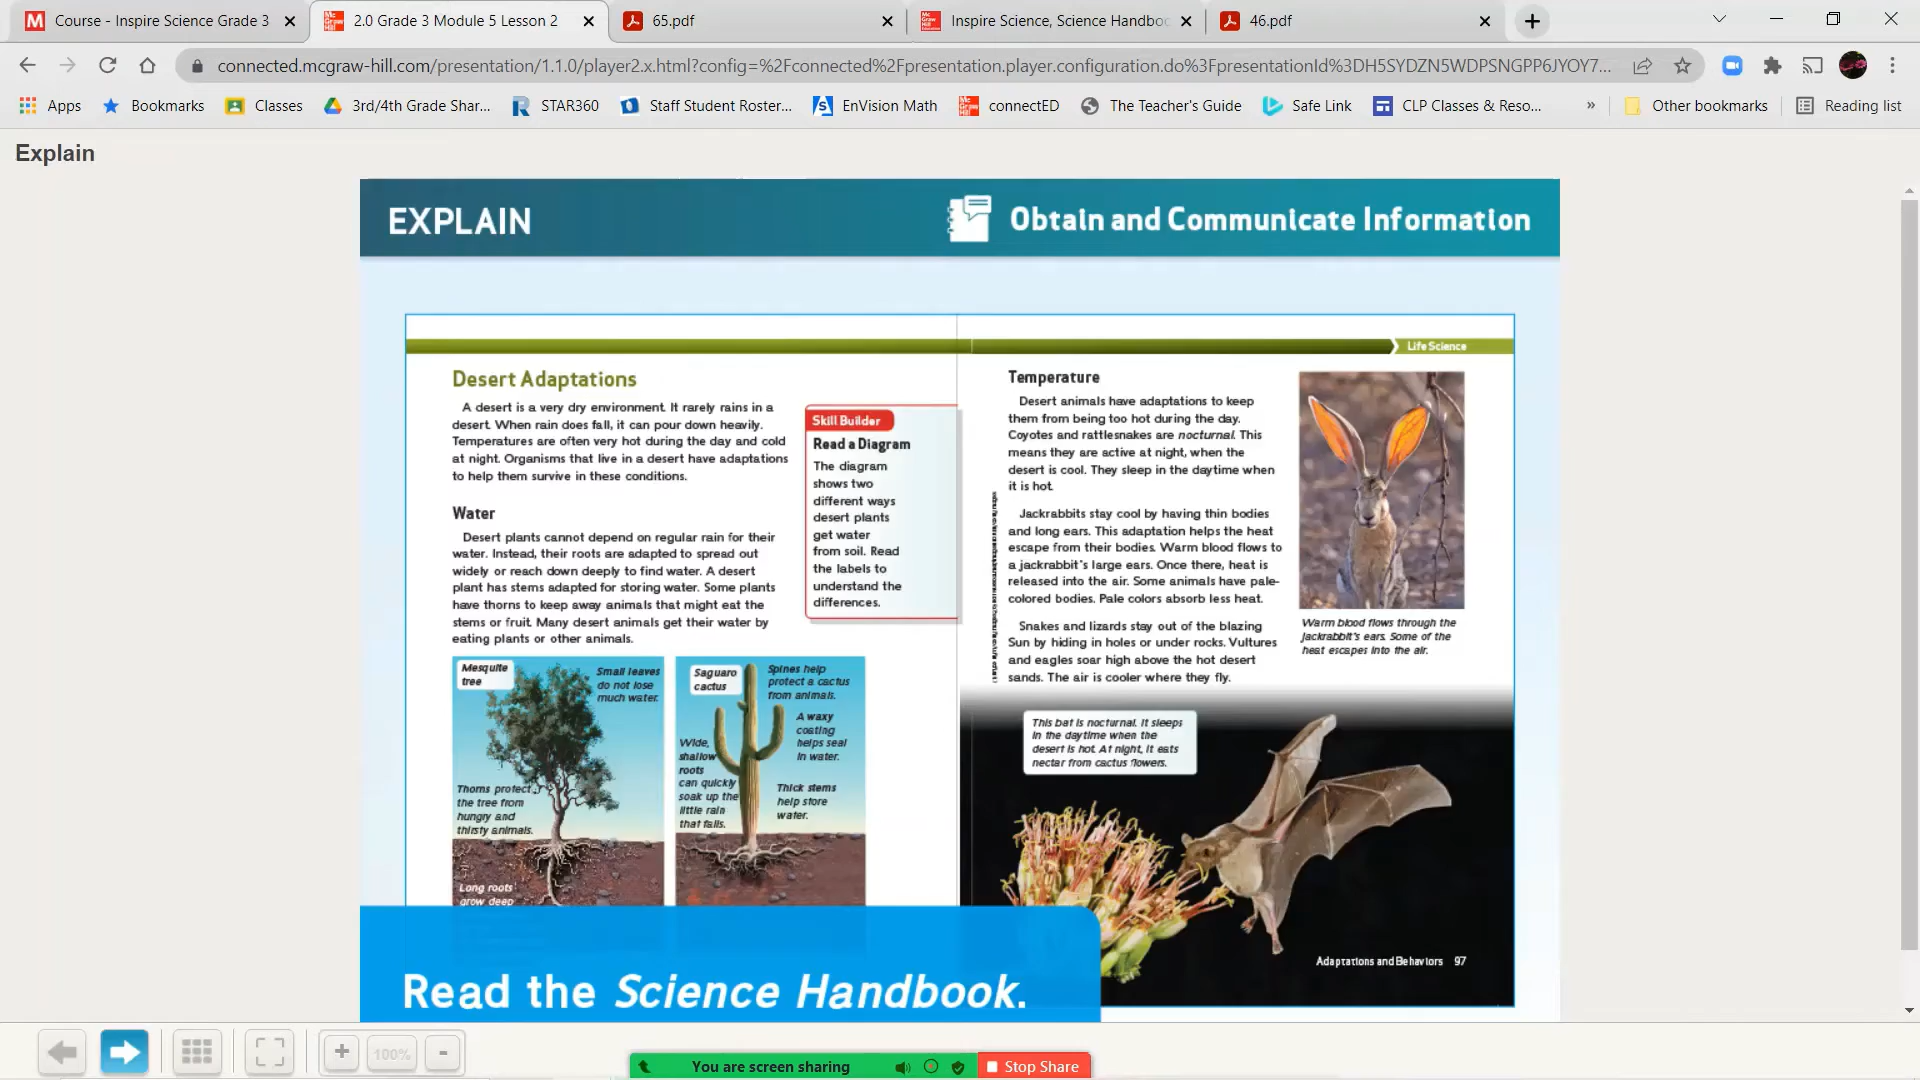 Course - Inspire Science Grade 3
2.0 Grade 3 Module 5 Lesson 2
65.pdf
Inspire Science, Science Handboo
46.pdf
connected.mcgraw-hill.com/presentation/1.1.0/player2.x.html?config=%2Fconnected%2Fpresentation.player.configuration.do%3FpresentationId%3DH5SYDZN5WDPSNGPP6JYOY7...
Apps
Bookmarks
Classes
3rd/4th Grade Shar...
STAR360
Staff Student Roster...
EnVision Math
connectED
The Teacher's Guide
Safe Link
CLP Classes & Reso...
»
Other bookmarks
Reading list
Explain
EXPLAIN
Obtain and Communicate Information
Life Science
Desert Adaptations
A desert is a very dry environment. It rarely rains in a
desert. When rain does fall, it can pour down heavily.
Temperatures are often very hot during the day and cold
at night. Organisms that live in a desert have adaptations
to help them survive in these conditions.
Water
Desert plants cannot depend on regular rain for their
water. Instead, their roots are adapted to spread out
widely or reach down deeply to find water. A desert
plant has stems adapted for storing water. Some plants
have thorns to keep away animals that might eat the
stems or fruit. Many desert animals get their water by
eating plants or other animals.
Skill Builder
Read a Diagram
The diagram
shows two
different ways
desert plants
get water
from soil. Read
the labels to
understand the
differences.
Mesquite
tree
Small leaves
do not lose
much water.
Thorns protect
the tree from
hungry and
thirsty animals.
Long roots
grow deep
Saguaro
cactus
Spines help
protect a cactus
from animals.
A waxy
coating
helps seal
in water.
Wide,
shallow
roots
can quickly
soak up the
little rain
that falls.
Thick stems
help store
water.
Temperature
Desert animals have adaptations to keep
them from being too hot during the day.
Coyotes and rattlesnakes are nocturnal. This
means they are active at night, when the
desert is cool. They sleep in the daytime when
it is hot.
Jackrabbits stay cool by having thin bodies
and long ears. This adaptation helps the heat
escape from their bodies. Warm blood flows to
a jackrabbit's large ears. Once there, heat is
released into the air. Some animals have pale-
colored bodies. Pale colors absorb less heat.
Snakes and lizards stay out of the blazing
Sun by hiding in holes or under rocks. Vultures
and eagles soar high above the hot desert
sands. The air is cooler where they fly.
Warm blood flows through the
jackrabbit's ears. Some of the
heat escapes into the air.
This bat is nocturnal. It sleeps
in the daytime when the
desert is hot. At night, it eats
nectar from cactus flowers.
Adaptations and Behaviors 97
Read the Science Handbook.
100%
You are screen sharing
Stop Share